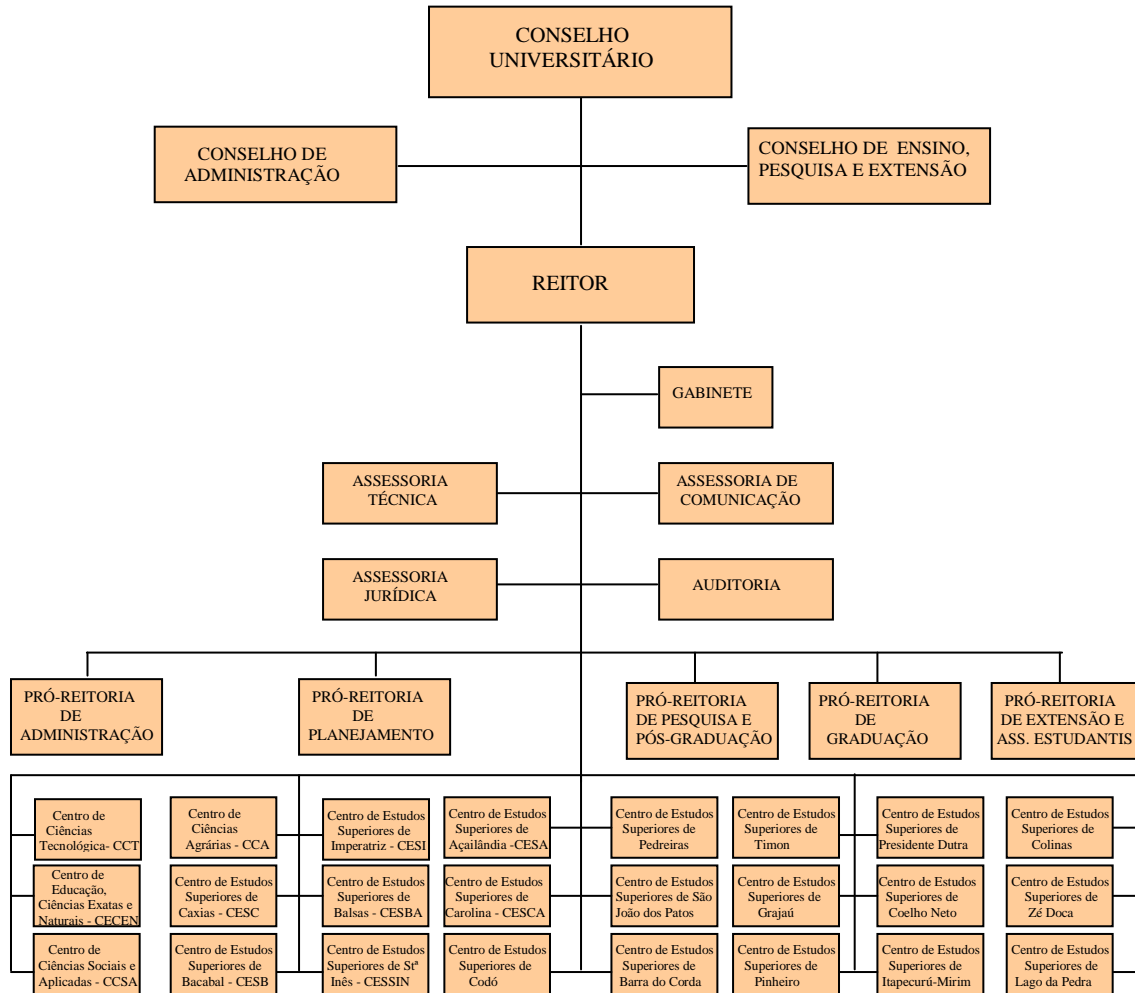 CONSELHO
UNIVERSITÁRIO
CONSELHO DE
ADMINISTRAÇÃO
CONSELHO DE ENSINO,
PESQUISA E EXTENSÃO
REITOR
GABINETE
ASSESSORIA
TÉCNICA
ASSESSORIA DE
COMUNICAÇÃO
ASSESSORIA
JURÍDICA
AUDITORIA
PRÓ-REITORIA
DE
ADMINISTRAÇÃO
PRÓ-REITORIA
DE
PLANEJAMENTO
PRÓ-REITORIA
DE PESQUISA E
PÓS-GRADUAÇÃO
PRÓ-REITORIA
DE
GRADUAÇÃO
PRÓ-REITORIA
DE EXTENSÃO E
ASS. ESTUDANTIS
Centro de
Ciências
Tecnológica- CCT
Centro de
Ciências
Agrárias - CCA
Centro de Estudos
Superiores de
Imperatriz - CESI
Centro de Estudos
Superiores de
Açailândia -CESA
Centro de Estudos
Superiores de
Pedreiras
Centro de Estudos
Superiores de
Timon
Centro de Estudos
Superiores de
Presidente Dutra
Centro de Estudos
Superiores de
Colinas
Centro de
Educação,
Ciências Exatas e
Naturais - CECEN
Centro de Estudos
Superiores de
Caxias - CESC
Centro de Estudos
Superiores de
Balsas - CESBA
Centro de Estudos
Superiores de
Carolina - CESCA
Centro de Estudos
Superiores de São
João dos Patos
Centro de Estudos
Superiores de
Grajaú
Centro de Estudos
Superiores de
Coelho Neto
Centro de Estudos
Superiores de
Zé Doca
Centro de
Ciências Sociais e
Aplicadas - CCSA
Centro de Estudos
Superiores de
Bacabal - CESB
Centro de Estudos
Superiores de Stª
Inês - CESSIN
Centro de Estudos
Superiores de
Codó
Centro de Estudos
Superiores de
Barra do Corda
Centro de Estudos
Superiores de
Pinheiro
Centro de Estudos
Superiores de
Itapecurú-Mirim
Centro de Estudos
Superiores de
Lago da Pedra